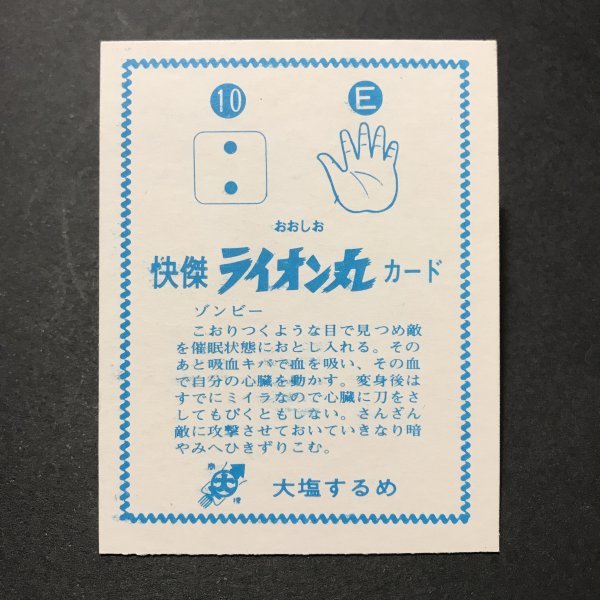 10 E
おおしお
快傑 ライオン丸 カード
ゾンビー
こおりつくような目で見つめ敵
を催眠状態におとし入れる。その
あと吸血キバで血を吸い、その血
で自分の心臓を動かす。変身後は
すでにミイラなので心臓に刀をさ
してもびくともしない。さんざん
敵に攻撃させておいていきなり暗
やみへひきずりこむ。
大塩するめ